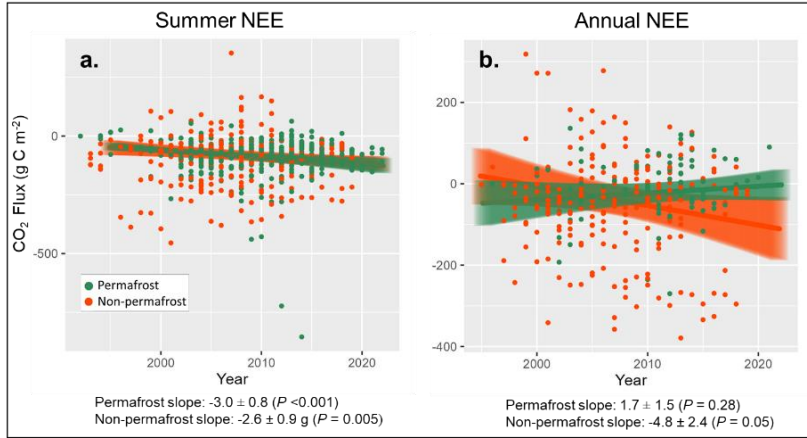 Summer NEE
Annual NEE
a.
b.
CO₂ Flux (g C m⁻²)
0
-500
Permafrost
Non-permafrost
2000
2010
2020
Year
200
0
-200
-400
2000
2010
2020
Year
Permafrost slope: -3.0 ± 0.8 (P <0.001)
Non-permafrost slope: -2.6 ± 0.9 g (P = 0.005)
Permafrost slope: 1.7 ± 1.5 (P = 0.28)
Non-permafrost slope: -4.8 ± 2.4 (P = 0.05)